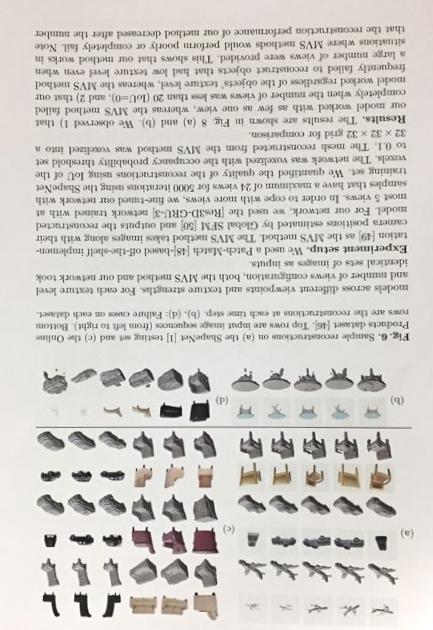 (a)
(c)
(b)
(d)
Fig. 6. Sample reconstructions on (a) the ShapeNet [1] testing set and (c) the Online
Products dataset [46]. Top rows are input image sequences (from left to right). Bottom
rows are the reconstructions at each time step. (b), (d): Failure cases on each dataset.
models across different viewpoints and texture strengths. For each texture level
and number of views configuration, both the MVS method and our network took
identical sets of images as inputs.
Experiment setup. We used a Patch-Match [48]-based off-the-shelf implemen-
tation [49] as the MVS method. The MVS method takes images along with their
camera positions estimated by Global SFM [50] and outputs the reconstructed
model. For our network, we used the [Res3D-GRU-3] network trained with at
most 5 views. In order to cope with more views, we fine-tuned our network with
samples that have a maximum of 24 views for 5000 iterations using the ShapeNet
training set. We quantified the quality of the reconstructions using IoU of the
voxels. The network was voxelized with the occupancy probability threshold set
to 0.1. The mesh reconstructed from the MVS method was voxelized into a
32 × 32 × 32 grid for comparison.
Results. The results are shown in Fig. 8 (a) and (b). We observed 1) that
our model worked with as few as one view, whereas the MVS method failed
completely when the number of views was less than 20 (IoU=0), and 2) that our
model worked regardless of the objects' texture level, whereas the MVS method
frequently failed to reconstruct objects that had low texture level even when
a large number of views were provided. This shows that our method works in
situations where MVS methods would perform poorly or completely fail. Note
that the reconstruction performance of our method decreased after the number